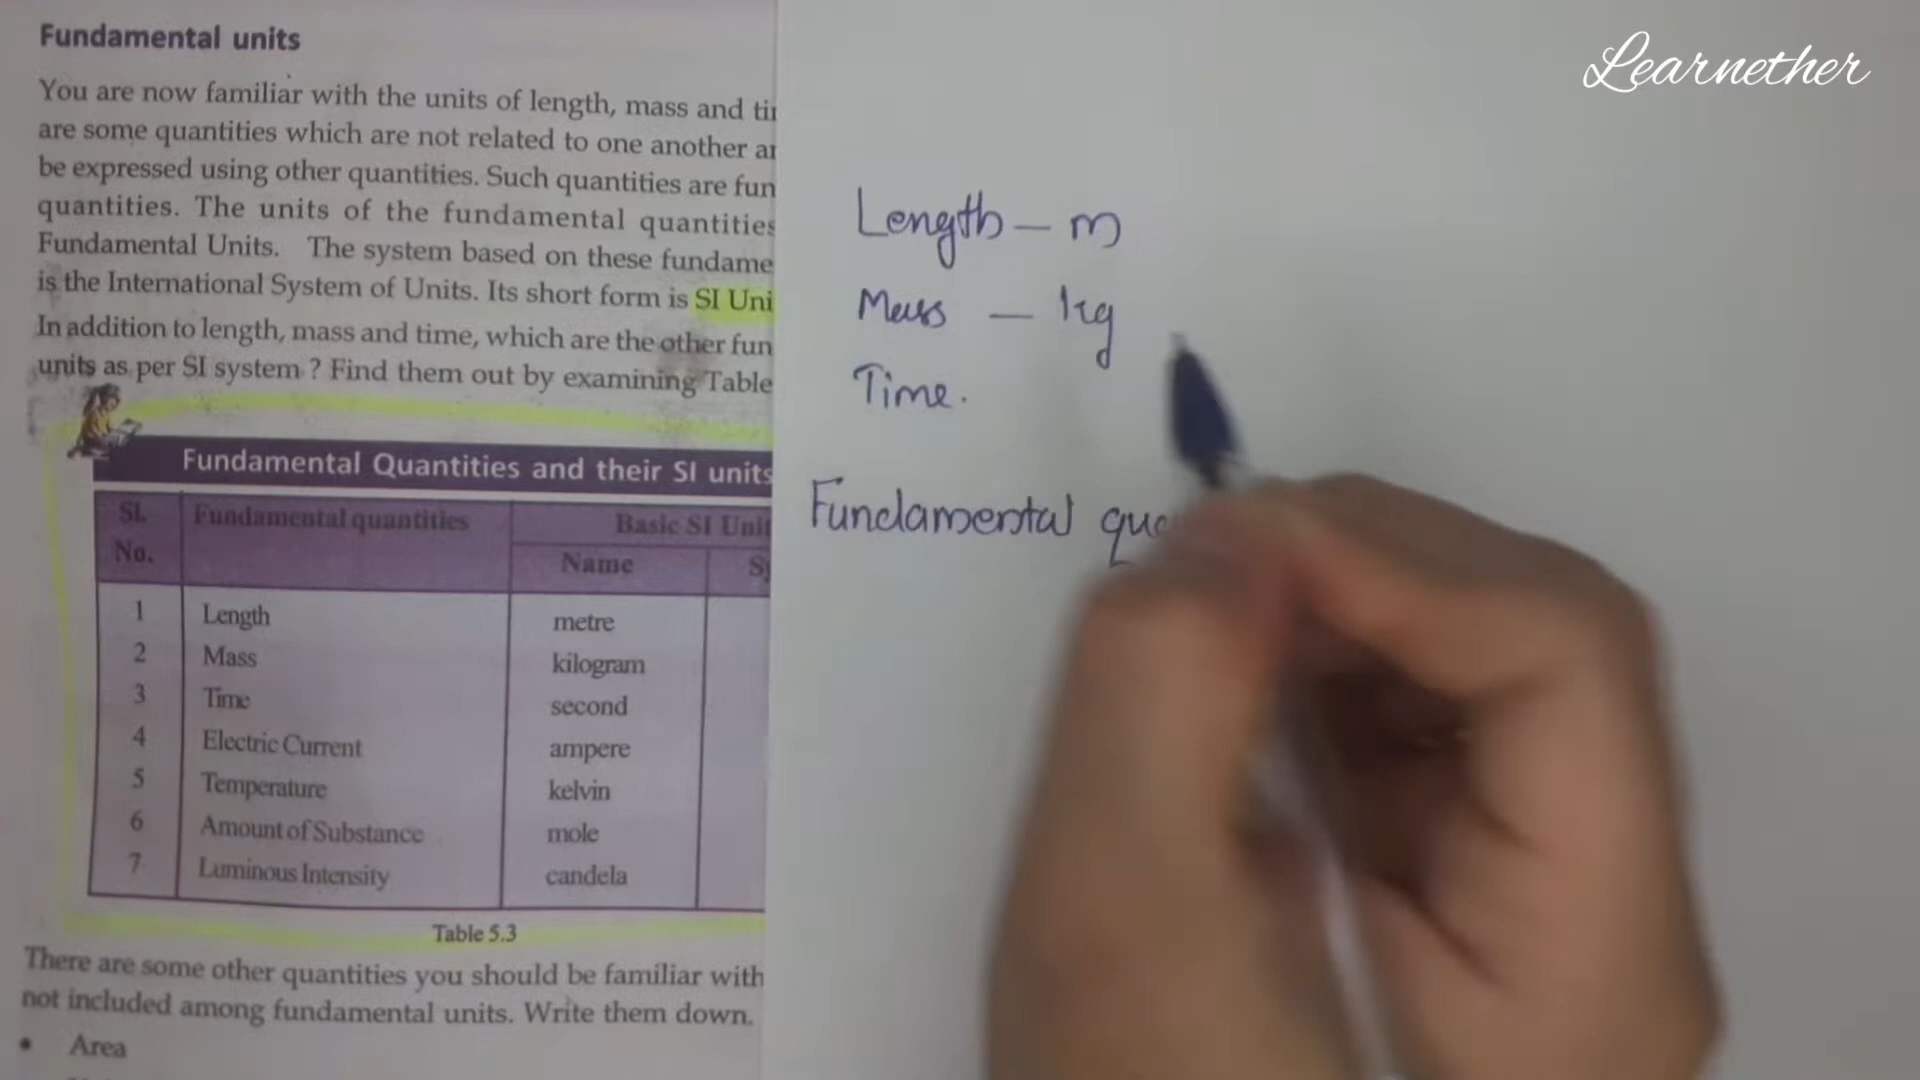 Fundamental units
You are now familiar with the units of length, mass and
are some quantities which are not related to one another
be expressed using other quantities. Such quantities are
quantities. The units of the fundamental quantities
Fundamental Units. The system based on these
is the International System of Units. Its short form is SI
In addition to length, mass and time, which are the other
units as per SI system ? Find them out by examining Table
Fundamental Quantities and their SI units
Sl. No. Fundamental quantities Basic SI
Name
1 Length metre
2 Mass kilogram
3 Time second
4 Electric Current ampere
5 Temperature kelvin
6 Amount of Substance mole
7 Luminous Intensity candela
Table 5.3
There are some other quantities you should be familiar with
not included among fundamental units. Write them down.
• Area
Learnether
Length – m
Mass – kg
Time.
Fundamental